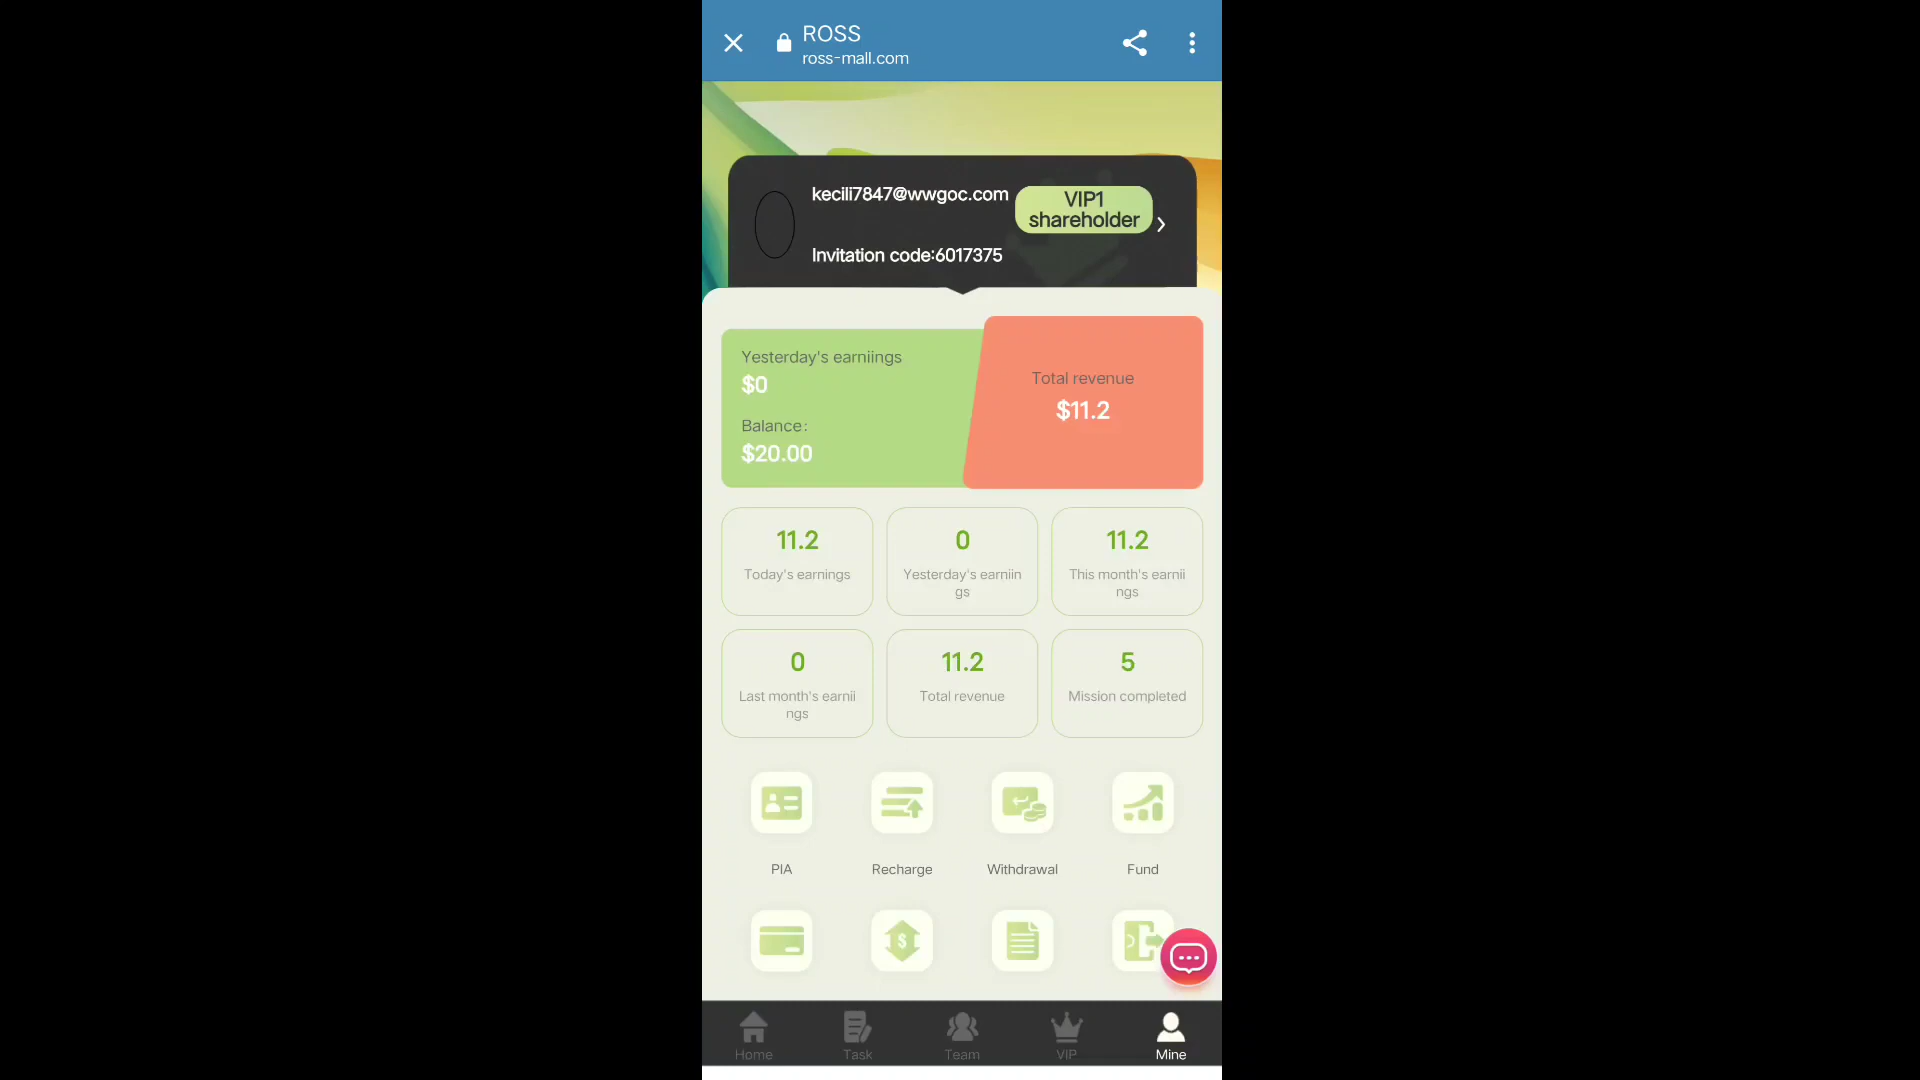 ROSS
ross-mall.com
kecili7847@wwgoc.com
VIP1
shareholder
Invitation code:6017375
Yesterday's earniings
$0
Balance:
$20.00
Total revenue
$11.2
11.2
Today's earnings
0
Yesterday's earniin
gs
11.2
This month's earnii
ngs
0
Last month's earnii
ngs
11.2
Total revenue
5
Mission completed
PIA
Recharge
Withdrawal
Fund
$
Home
Task
Team
VIP
Mine